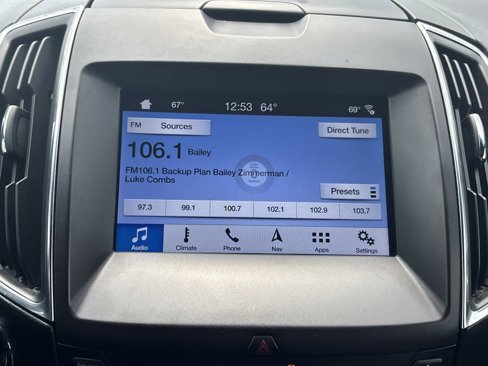 67° 12:53 64° 69°
FM Sources
Direct Tune
106.1 Bailey
FM106.1 Backup Plan Bailey Zimmerman /
Luke Combs
Presets
97.3 99.1 100.7 102.1 102.9 103.7
Audio Climate Phone Nav Apps Settings